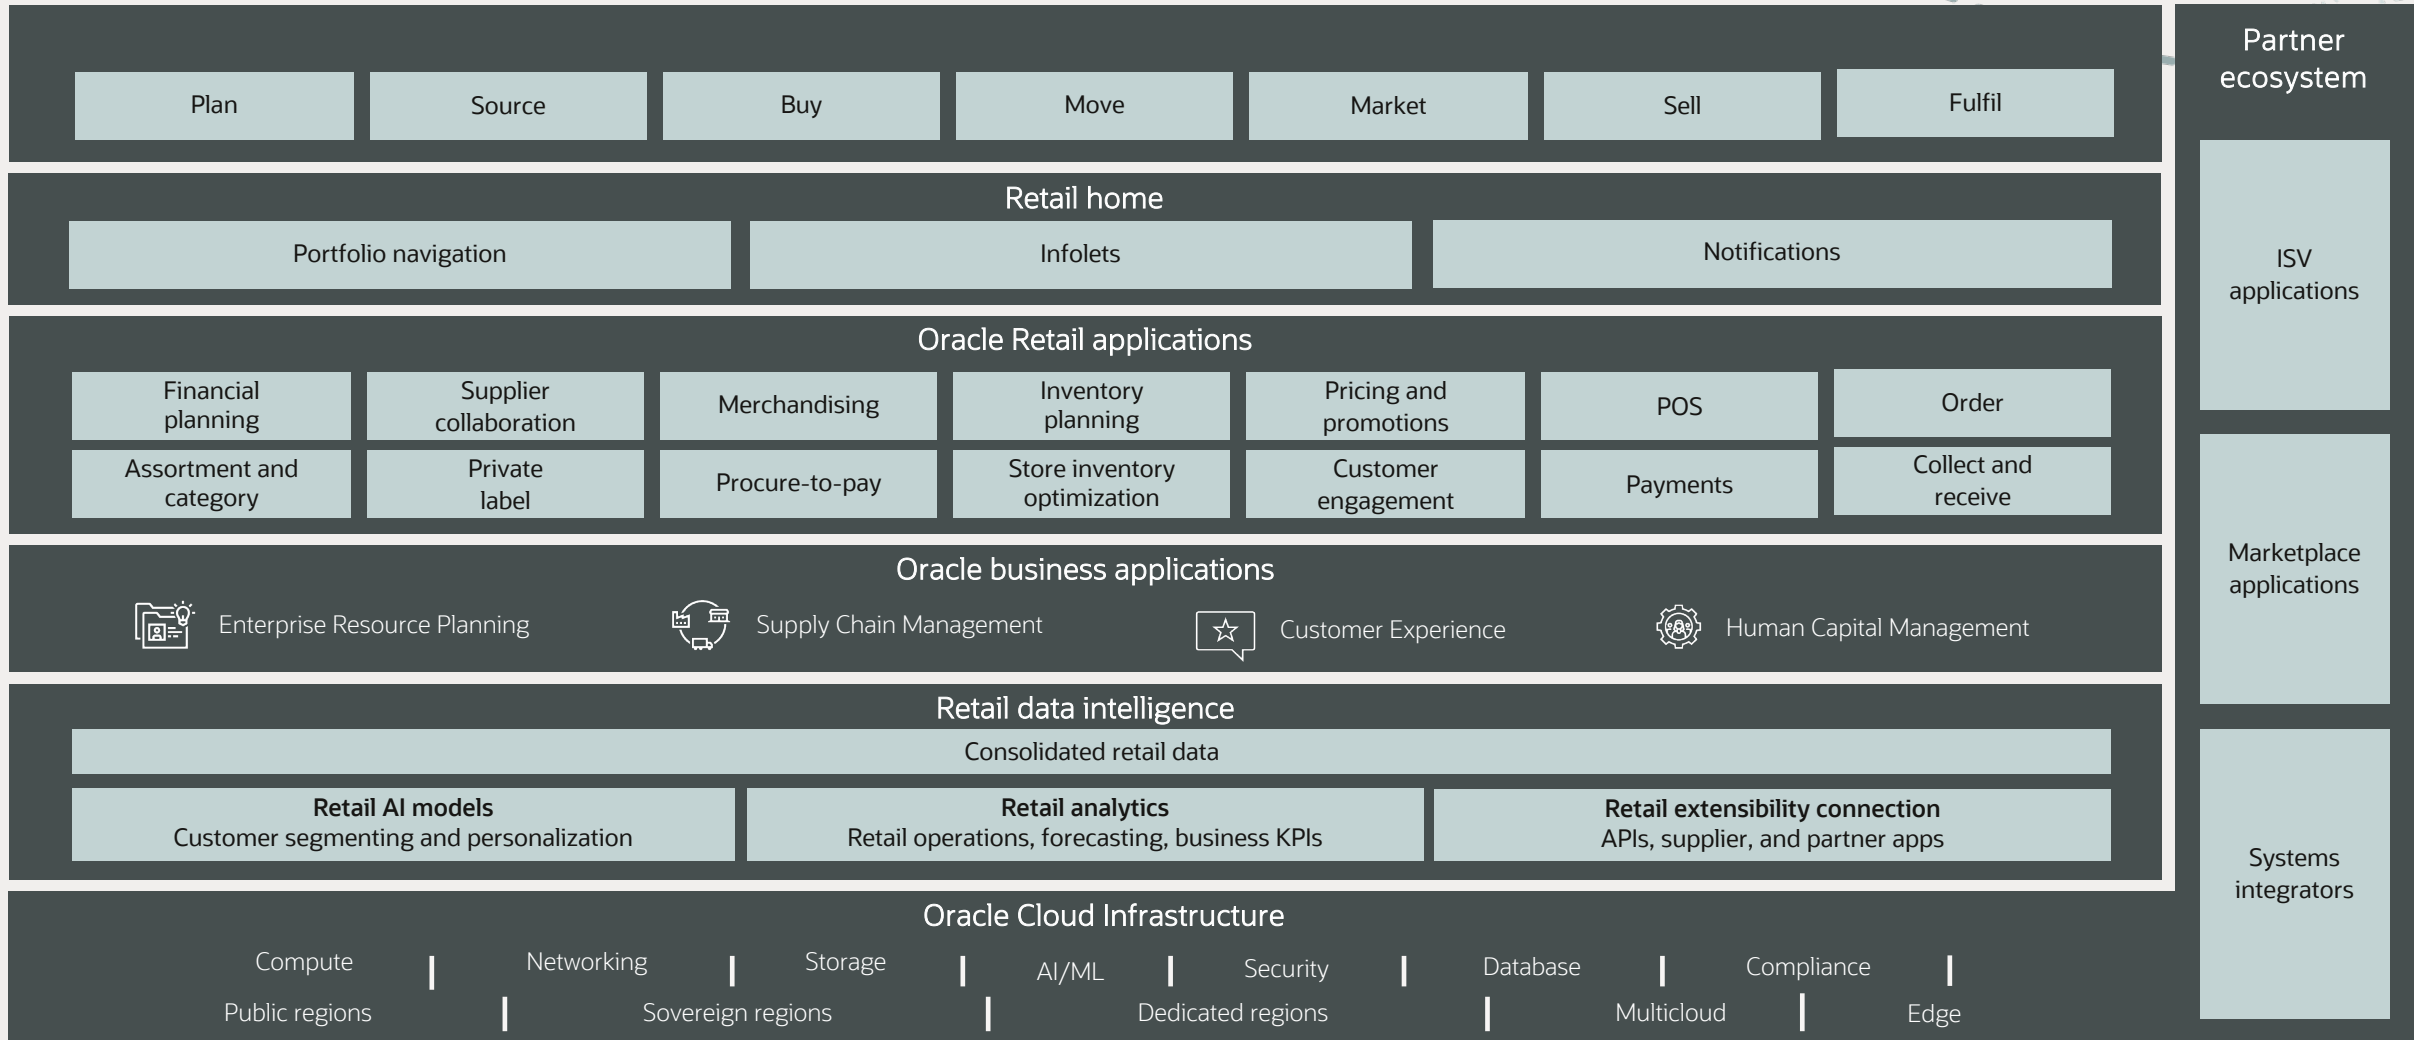 Plan
Source
Buy
Move
Market
Sell
Fulfil
Retail home
Portfolio navigation
Infolets
Notifications
Oracle Retail applications
Financial
planning
Supplier
collaboration
Merchandising
Inventory
planning
Pricing and
promotions
POS
Order
Assortment and
category
Private
label
Procure-to-pay
Store inventory
optimization
Customer
engagement
Payments
Collect and
receive
Oracle business applications
Enterprise Resource Planning
Supply Chain Management
Customer Experience
Human Capital Management
Retail data intelligence
Consolidated retail data
Retail AI models
Customer segmenting and personalization
Retail analytics
Retail operations, forecasting, business KPIs
Retail extensibility connection
APIs, supplier, and partner apps
Oracle Cloud Infrastructure
Compute | Networking | Storage | AI/ML | Security | Database | Compliance |
Public regions | Sovereign regions | Dedicated regions | Multicloud | Edge
Partner
ecosystem
ISV
applications
Marketplace
applications
Systems
integrators